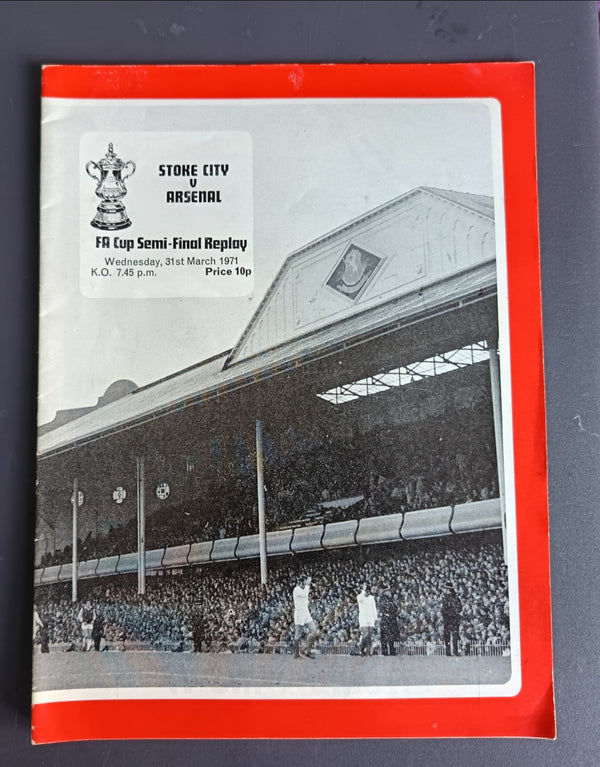 STOKE CITY
V
ARSENAL
FA Cup Semi-Final Replay
Wednesday, 31st March 1971
K.O. 7.45 p.m. Price 10p